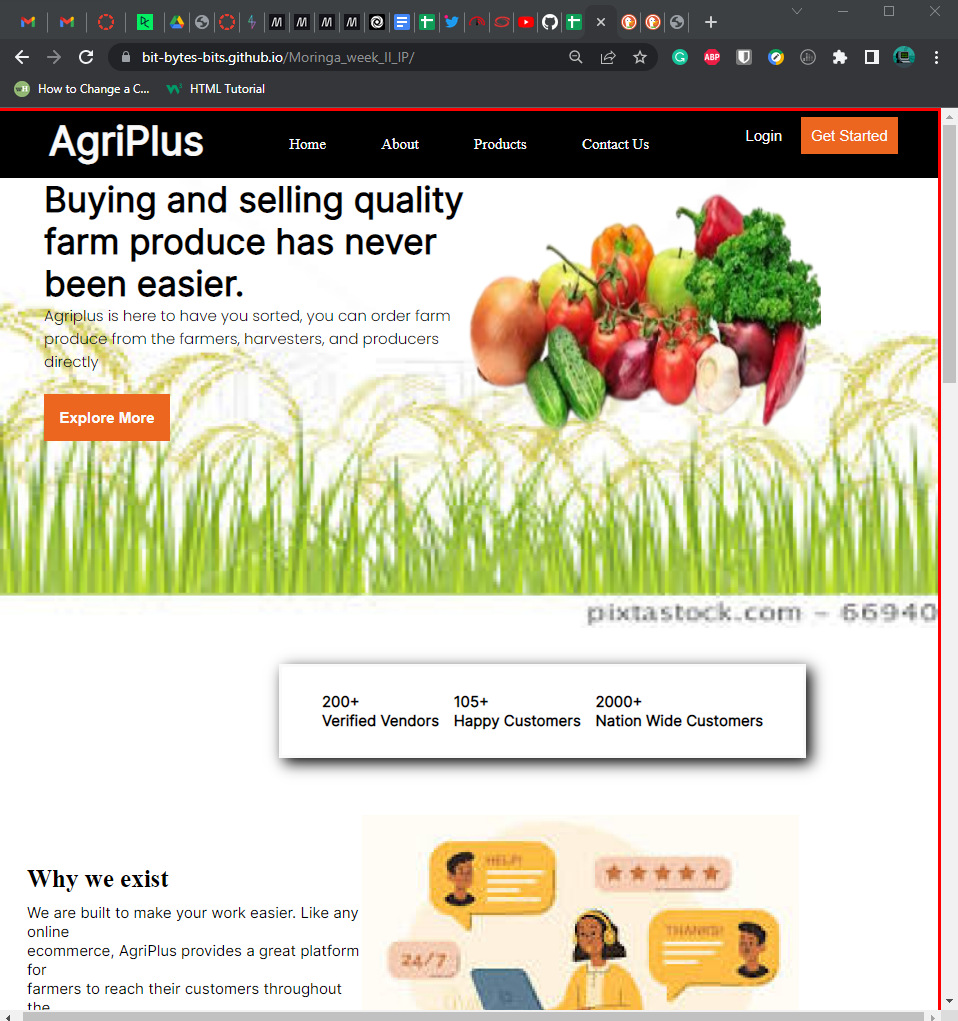 bit-bytes-bits.github.io/Moringa_week_II_IP/
ABP
How to Change a C...
HTML Tutorial
AgriPlus
Home
About
Products
Contact Us
Login
Get Started
Buying and selling quality
farm produce has never
been easier.
Agriplus is here to have you sorted, you can order farm
produce from the farmers, harvesters, and producers
directly
Explore More
pixtastock.com - 66940
200+
Verified Vendors
105+
Happy Customers
2000+
Nation Wide Customers
Why we exist
We are built to make your work easier. Like any
online
ecommerce, AgriPlus provides a great platform
for
farmers to reach their customers throughout
the
HELP!
THANKS!
24/7